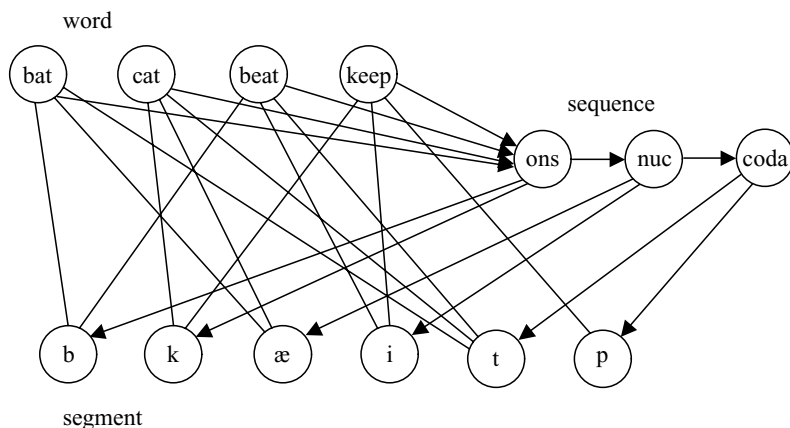 word
bat cat beat keep
sequence
ons nuc coda
b k æ i t p
segment